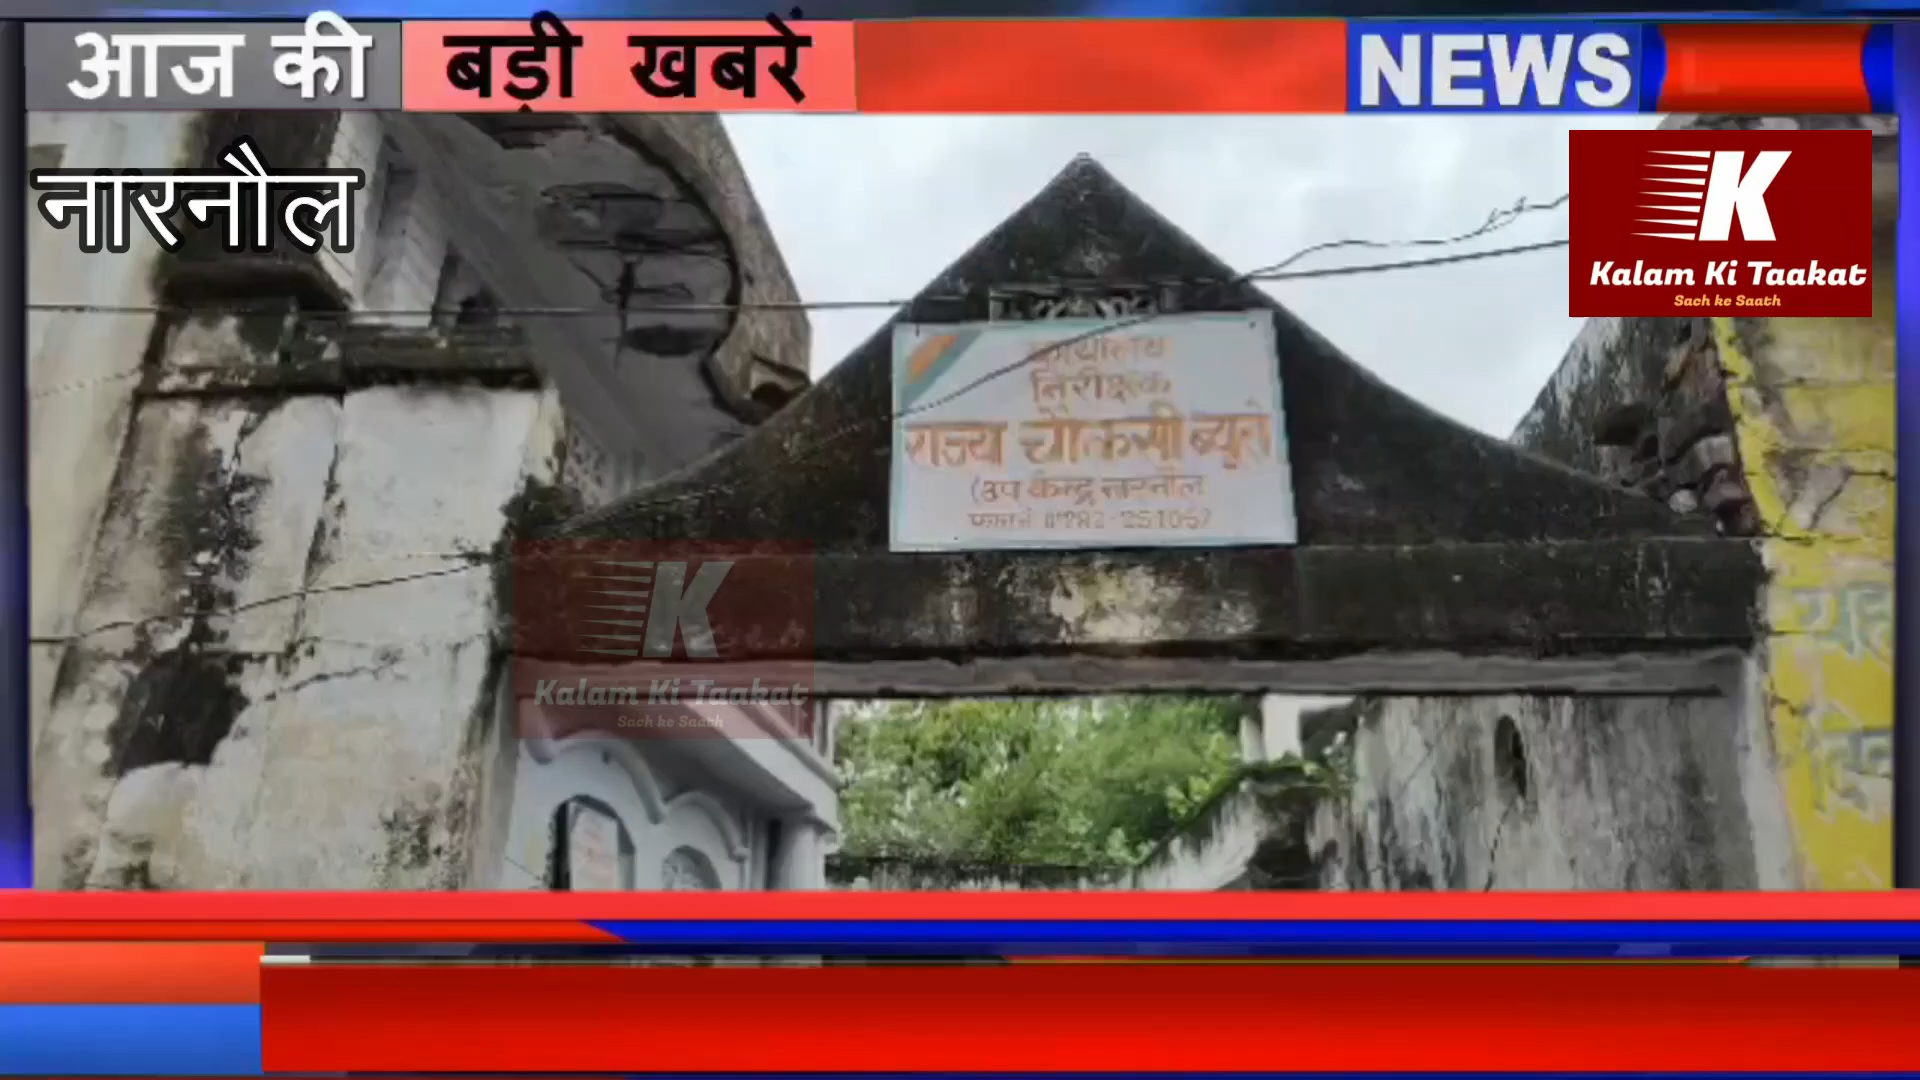 आज की बड़ी ख़बरें NEWS
नारनौल
K
Kalam Ki Taakat
Sach ke Saath
कार्यालय
निरीक्षक
राज्य चौकसी ब्यूरो
(उप केन्द्र नारनौल
K
Kalam Ki Taakat
Sach ke Saath